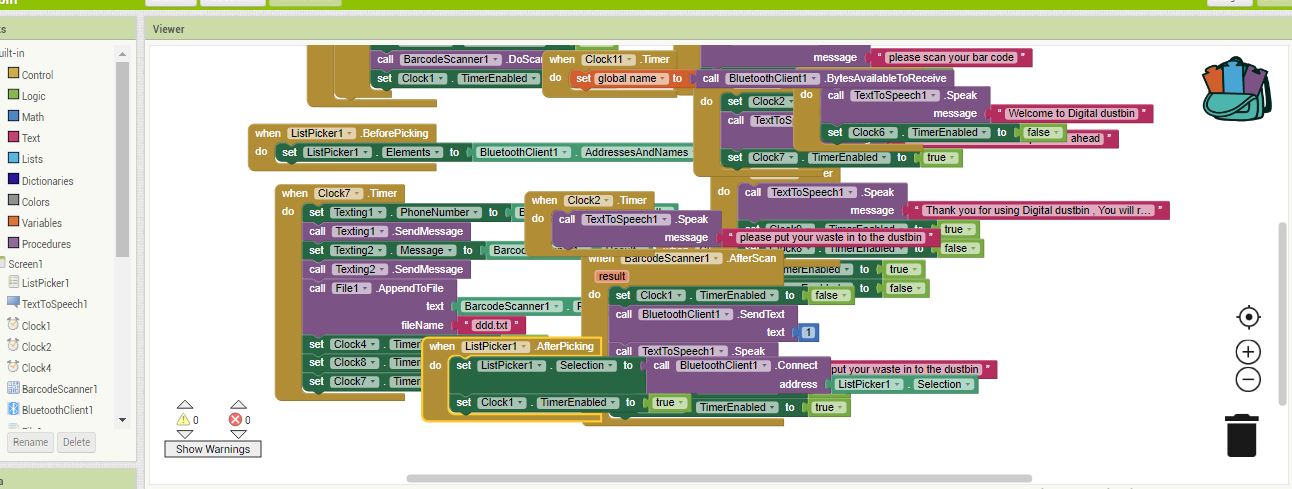 Viewer
Built-in
Control
Logic
Math
Text
Lists
Dictionaries
Colors
Variables
Procedures
Screen1
ListPicker1
TextToSpeech1
Clock1
Clock2
Clock4
BarcodeScanner1
BluetoothClient1
Rename Delete
call BarcodeScanner1 .DoScan
set Clock1 . TimerEnabled
when Clock11 .Timer
do set global name to call BluetoothClient1 .BytesAvailableToReceive
message " please scan your bar code "
do set Clock2
call TextToS
set Clock7 . TimerEnabled to true
do call TextToSpeech1 .Speak
message " Welcome to Digital dustbin "
set Clock6 . TimerEnabled to false
ahead "
when ListPicker1 .BeforePicking
do set ListPicker1 . Elements to BluetoothClient1 . AddressesAndNames
when Clock7 .Timer
do set Texting1 . PhoneNumber to
call Texting1 .SendMessage
set Texting2 . Message to
call Texting2 .SendMessage
call File1 .AppendToFile
text BarcodeScanner1 .
fileName " ddd.txt "
set Clock4 . Timer
set Clock8 . Timer
set Clock7 . Timer
when Clock2 .Timer
do call TextToSpeech1 .Speak
message " please put your waste in to the dustbin "
do call TextToSpeech1 .Speak
message " Thank you for using Digital dustbin , You will r... "
to true
TimerEnabled to false
to true
to false
when BarcodeScanner1 .AfterScan
result
do set Clock1 . TimerEnabled to false
call BluetoothClient1 .SendText
text 1
call TextToSpeech1 .Speak
put your waste in to the dustbin "
TimerEnabled to true
when ListPicker1 .AfterPicking
do set ListPicker1 . Selection to call BluetoothClient1 .Connect
address ListPicker1 . Selection
set Clock1 . TimerEnabled to true
0 0
Show Warnings